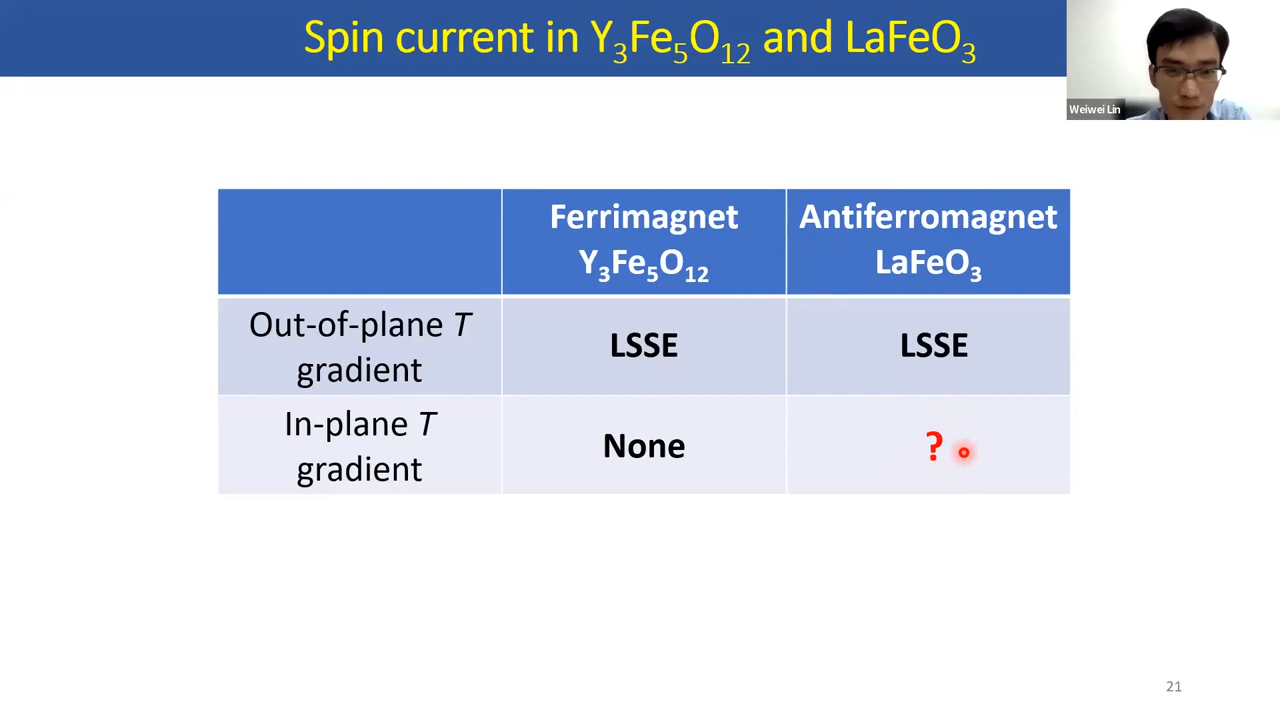 Spin current in Y₃Fe₅O₁₂ and LaFeO₃
Weiwei Lin
Ferrimagnet
Y₃Fe₅O₁₂
Antiferromagnet
LaFeO₃
Out-of-plane T
gradient
LSSE
LSSE
In-plane T
gradient
None
?
21